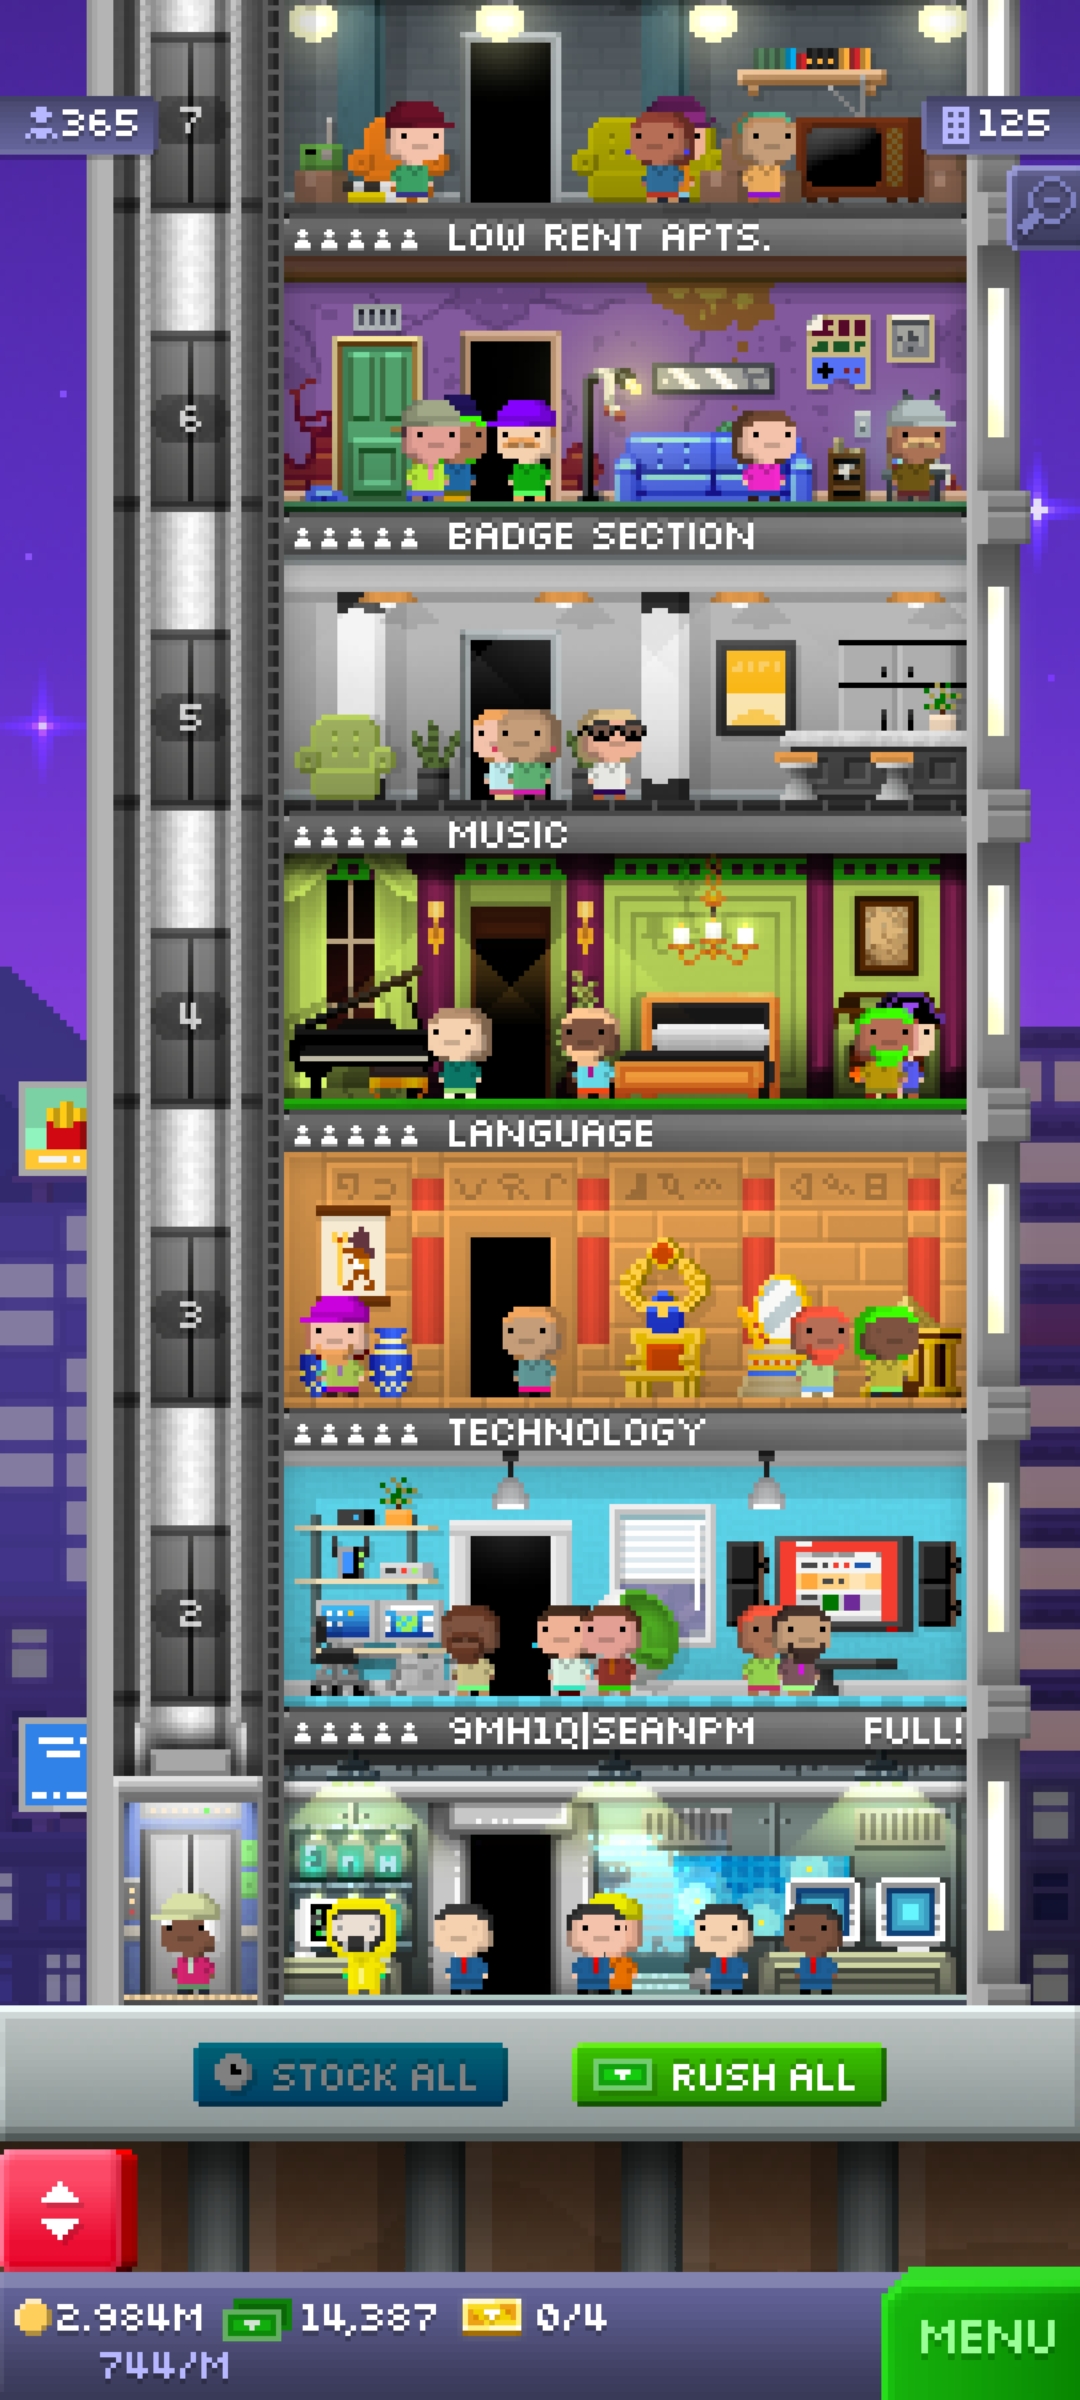 7
365
125
LOW RENT APTS.
6
BADGE SECTION
5
MUSIC
4
LANGUAGE
3
TECHNOLOGY
2
9MH1Q|SEANPM FULL!
STOCK ALL
RUSH ALL
2.984M 14,387 0/4
744/M
MENU